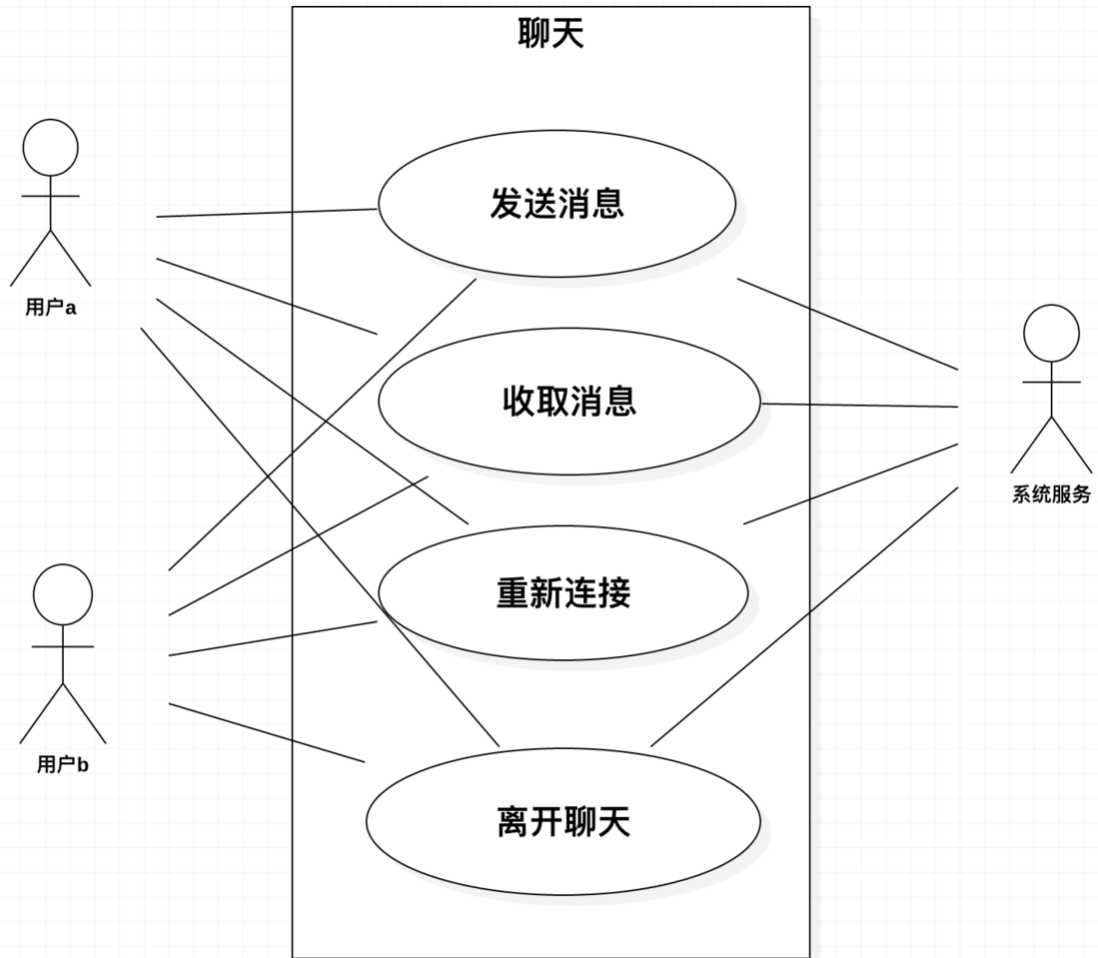 聊天
发送消息
用户a
收取消息
系统服务
重新连接
用户b
离开聊天